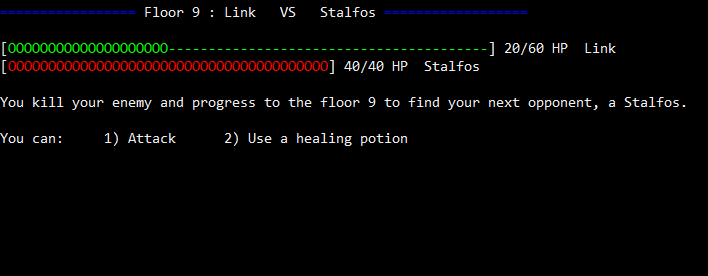 ================= Floor 9 : Link   VS   Stalfos ==================
[OOOOOOOOOOOOOOOOOOOO----------------------------------------] 20/60 HP  Link
[OOOOOOOOOOOOOOOOOOOOOOOOOOOOOOOOOOOOOOOO] 40/40 HP  Stalfos
You kill your enemy and progress to the floor 9 to find your next opponent, a Stalfos.
You can:     1) Attack      2) Use a healing potion